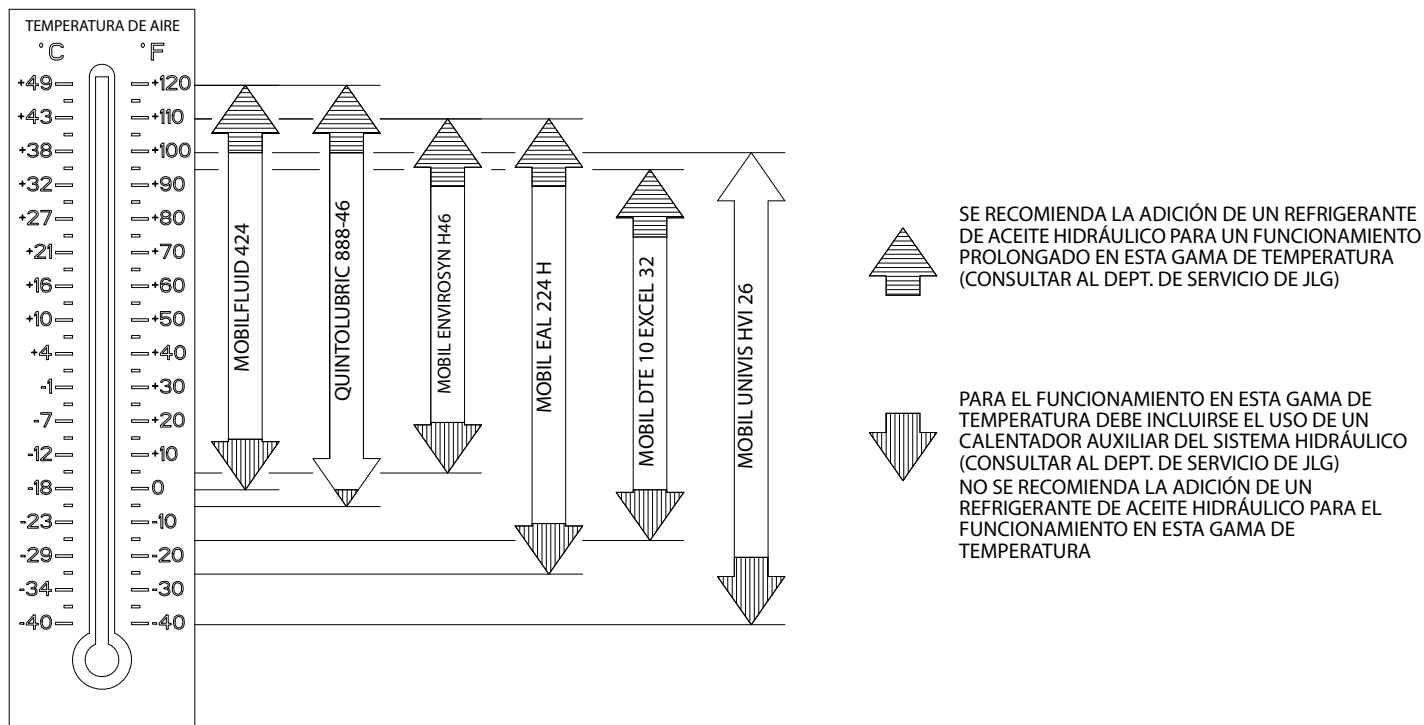 TEMPERATURA DE AIRE
°C °F
+49 +120
+43 +110
+38 +100
+32 +90
+27 +80
+21 +70
+16 +60
+10 +50
+4 +40
-1 +30
-7 +20
-12 +10
-18 0
-23 -10
-29 -20
-34 -30
-40 -40
MOBILFLUID 424
QUINTOLUBRIC 888-46
MOBIL ENVIROSYN H46
MOBIL EAL 224 H
MOBIL DTE 10 EXCEL 32
MOBIL UNIVIS HVI 26
SE RECOMIENDA LA ADICIÓN DE UN REFRIGERANTE
DE ACEITE HIDRÁULICO PARA UN FUNCIONAMIENTO
PROLONGADO EN ESTA GAMA DE TEMPERATURA
(CONSULTAR AL DEPT. DE SERVICIO DE JLG)
PARA EL FUNCIONAMIENTO EN ESTA GAMA DE
TEMPERATURA DEBE INCLUIRSE EL USO DE UN
CALENTADOR AUXILIAR DEL SISTEMA HIDRÁULICO
(CONSULTAR AL DEPT. DE SERVICIO DE JLG)
NO SE RECOMIENDA LA ADICIÓN DE UN
REFRIGERANTE DE ACEITE HIDRÁULICO PARA EL
FUNCIONAMIENTO EN ESTA GAMA DE
TEMPERATURA